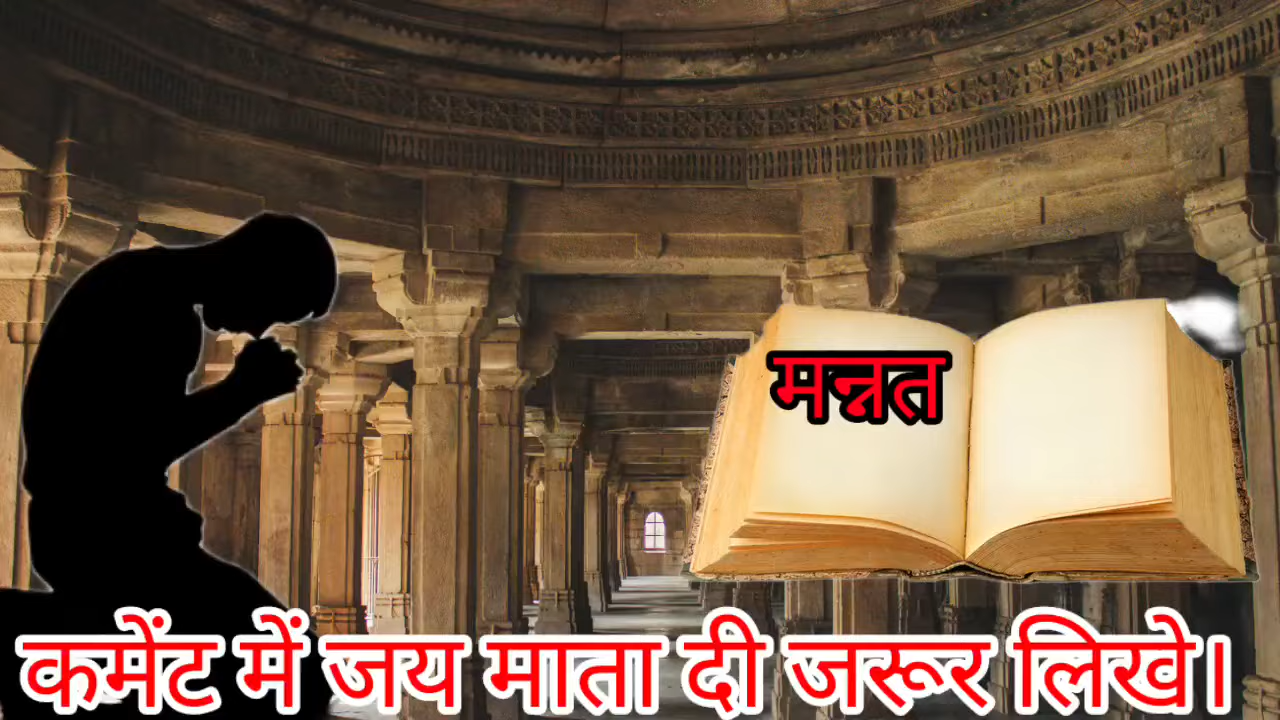 मन्नत
कमेंट में जय माता दी जरूर लिखे।